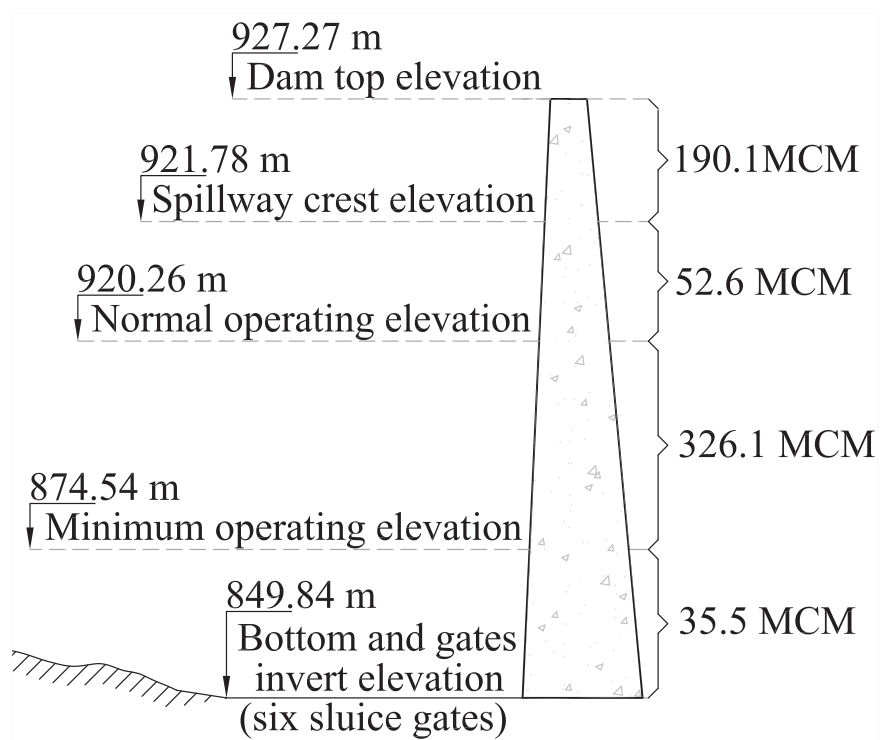 927.27 m
Dam top elevation
190.1MCM
921.78 m
Spillway crest elevation
52.6 MCM
920.26 m
Normal operating elevation
326.1 MCM
874.54 m
Minimum operating elevation
849.84 m
35.5 MCM
Bottom and gates
invert elevation
(six sluice gates)